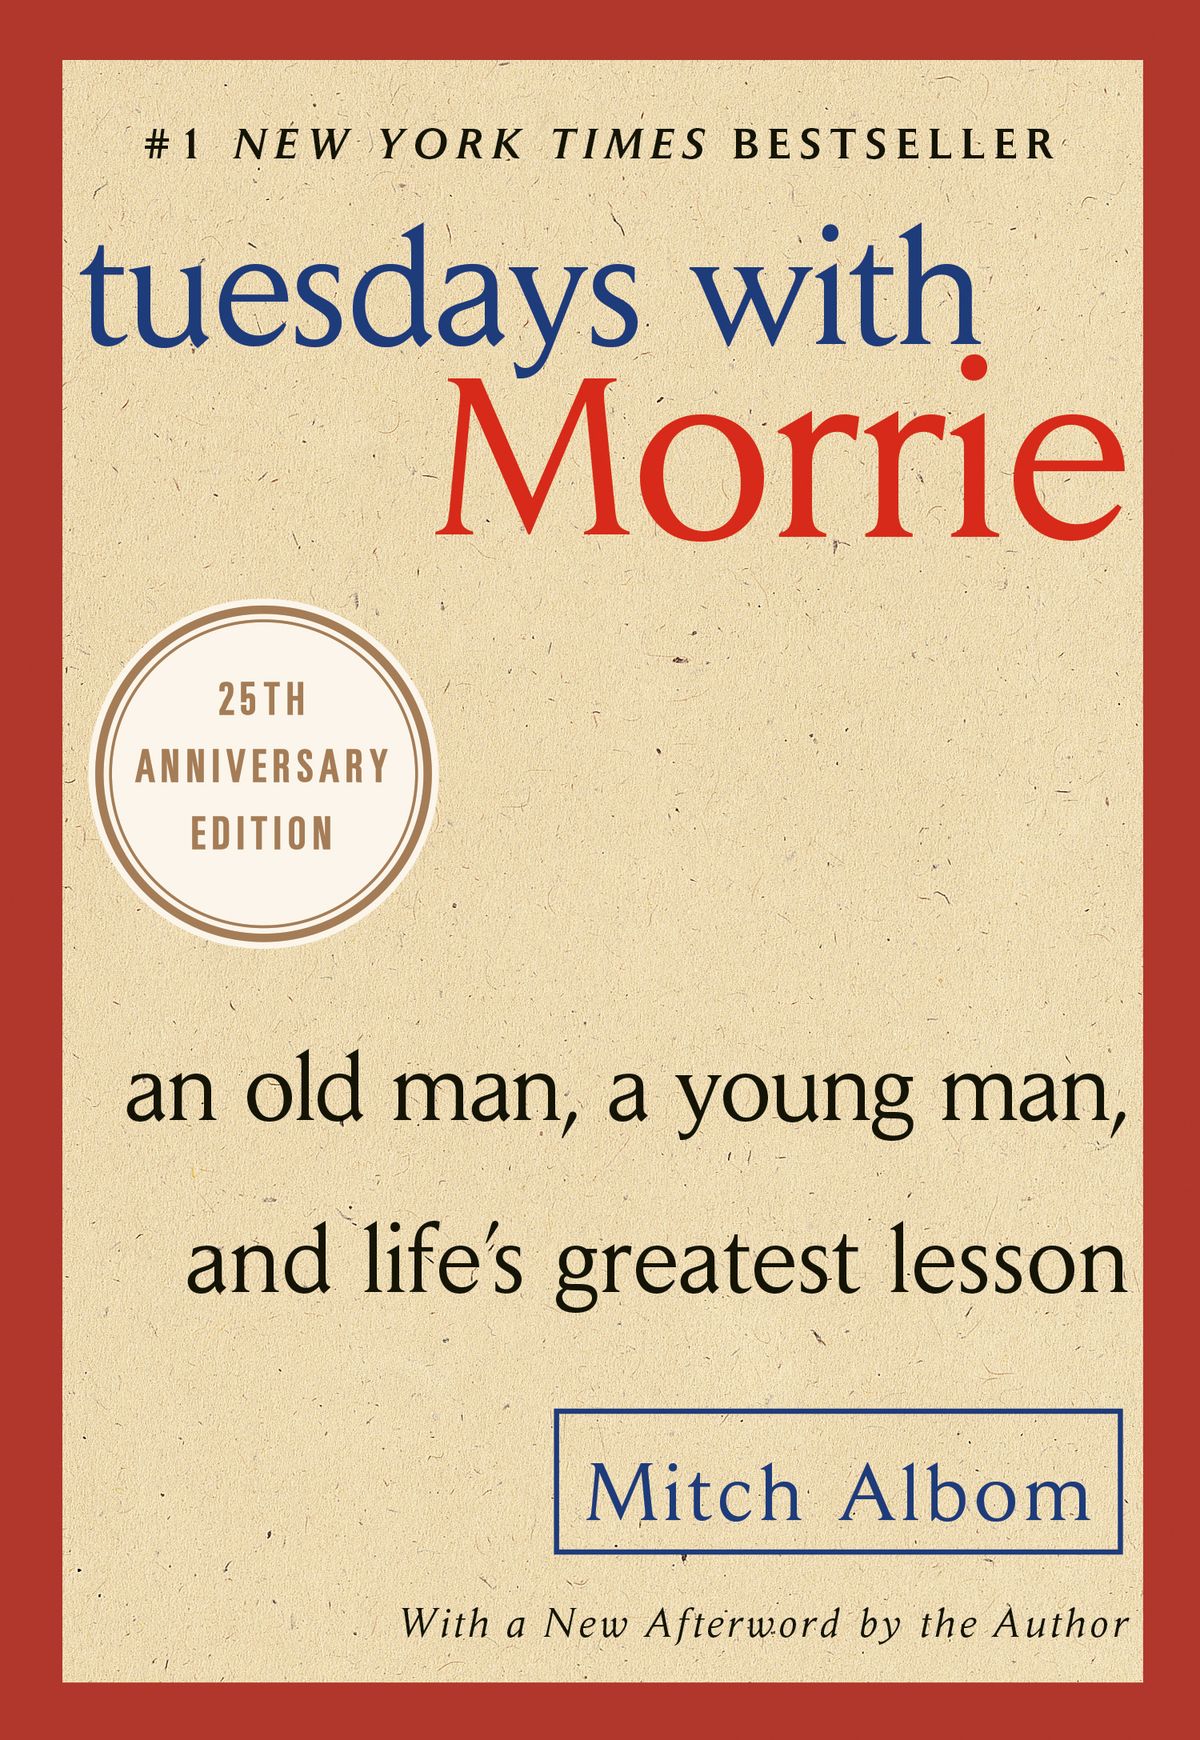 #1 NEW YORK TIMES BESTSELLER
tuesdays with
Morrie
25TH
ANNIVERSARY
EDITION
an old man, a young man,
and life's greatest lesson
Mitch Albom
With a New Afterword by the Author